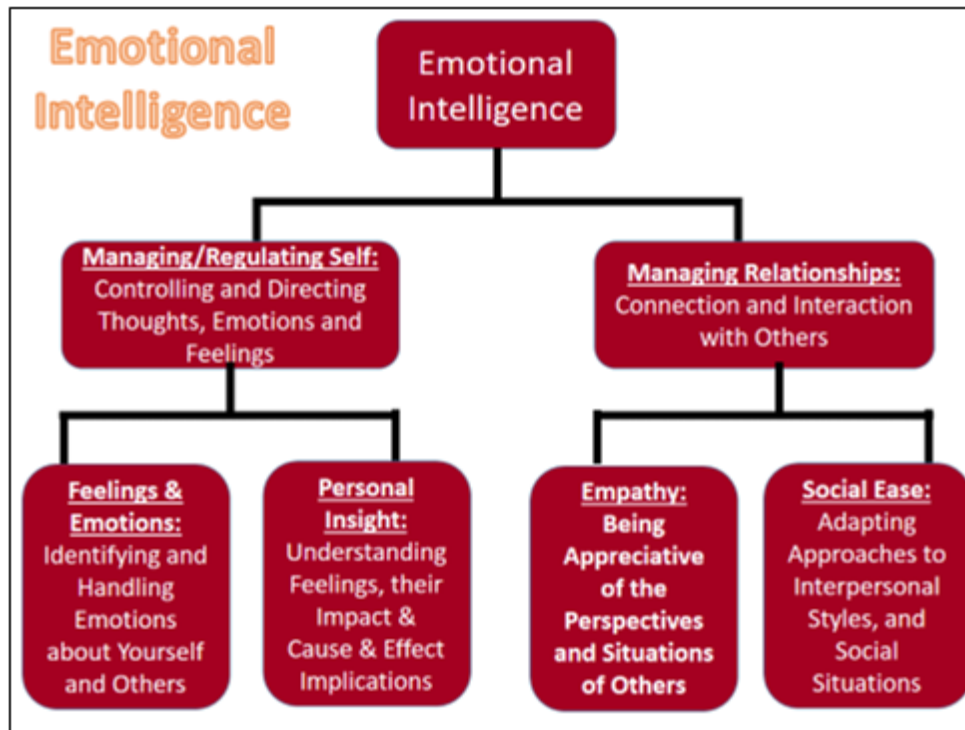 Emotional
Intelligence
Emotional
Intelligence
Managing/Regulating Self:
Controlling and Directing
Thoughts, Emotions and
Feelings
Managing Relationships:
Connection and Interaction
with Others
Feelings &
Emotions:
Identifying and
Handling
Emotions
about Yourself
and Others
Personal
Insight:
Understanding
Feelings, their
Impact &
Cause & Effect
Implications
Empathy:
Being
Appreciative
of the
Perspectives
and Situations
of Others
Social Ease:
Adapting
Approaches to
Interpersonal
Styles, and
Social
Situations